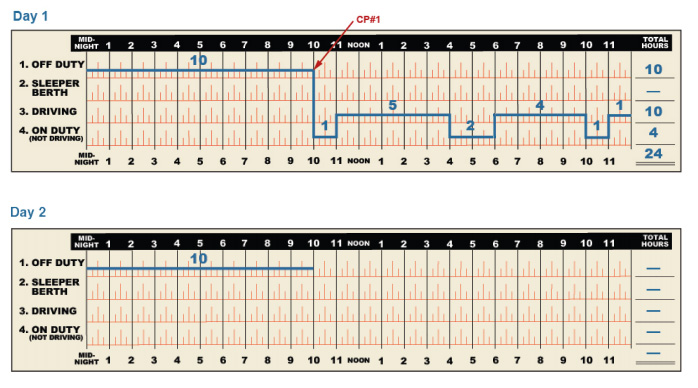 Day 1
CP#1
MID-NIGHT 1 2 3 4 5 6 7 8 9 10 11 NOON 1 2 3 4 5 6 7 8 9 10 11 TOTAL HOURS
1. OFF DUTY 10 10
2. SLEEPER BERTH —
3. DRIVING 5 4 1 10
4. ON DUTY (NOT DRIVING) 1 2 1 4
24
MID-NIGHT 1 2 3 4 5 6 7 8 9 10 11 NOON 1 2 3 4 5 6 7 8 9 10 11
Day 2
MID-NIGHT 1 2 3 4 5 6 7 8 9 10 11 NOON 1 2 3 4 5 6 7 8 9 10 11 TOTAL HOURS
1. OFF DUTY 10 —
2. SLEEPER BERTH —
3. DRIVING —
4. ON DUTY (NOT DRIVING) —
—
MID-NIGHT 1 2 3 4 5 6 7 8 9 10 11 NOON 1 2 3 4 5 6 7 8 9 10 11